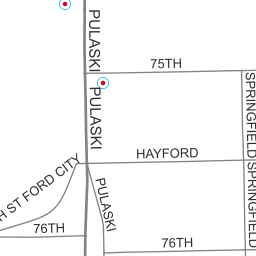 PULASKI
75TH
PULASKI
SPRINGFIELD
HAYFORD
H ST FORD CITY
PULASKI
SPRINGFIELD
76TH
76TH